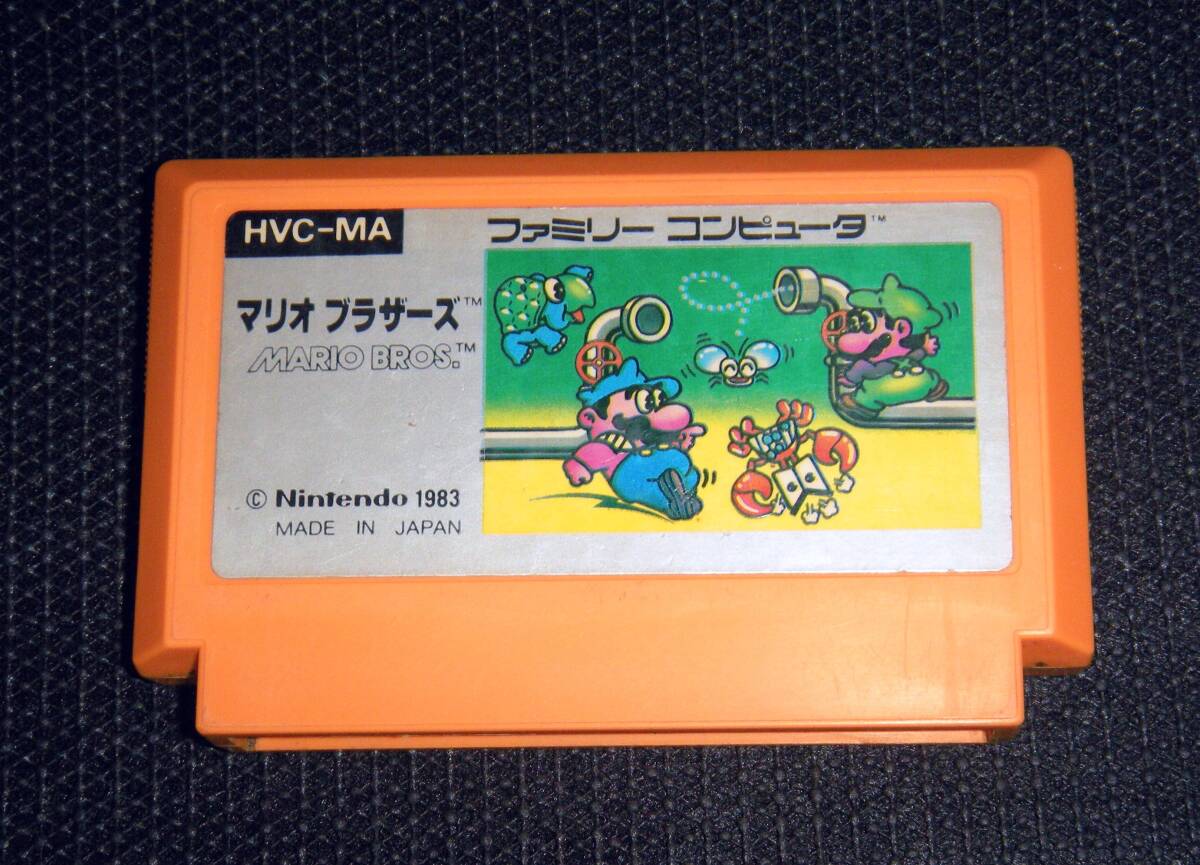 HVC-MA
ファミリー コンピュータ™
マリオ ブラザーズ™
MARIO BROS.™
© Nintendo 1983
MADE IN JAPAN